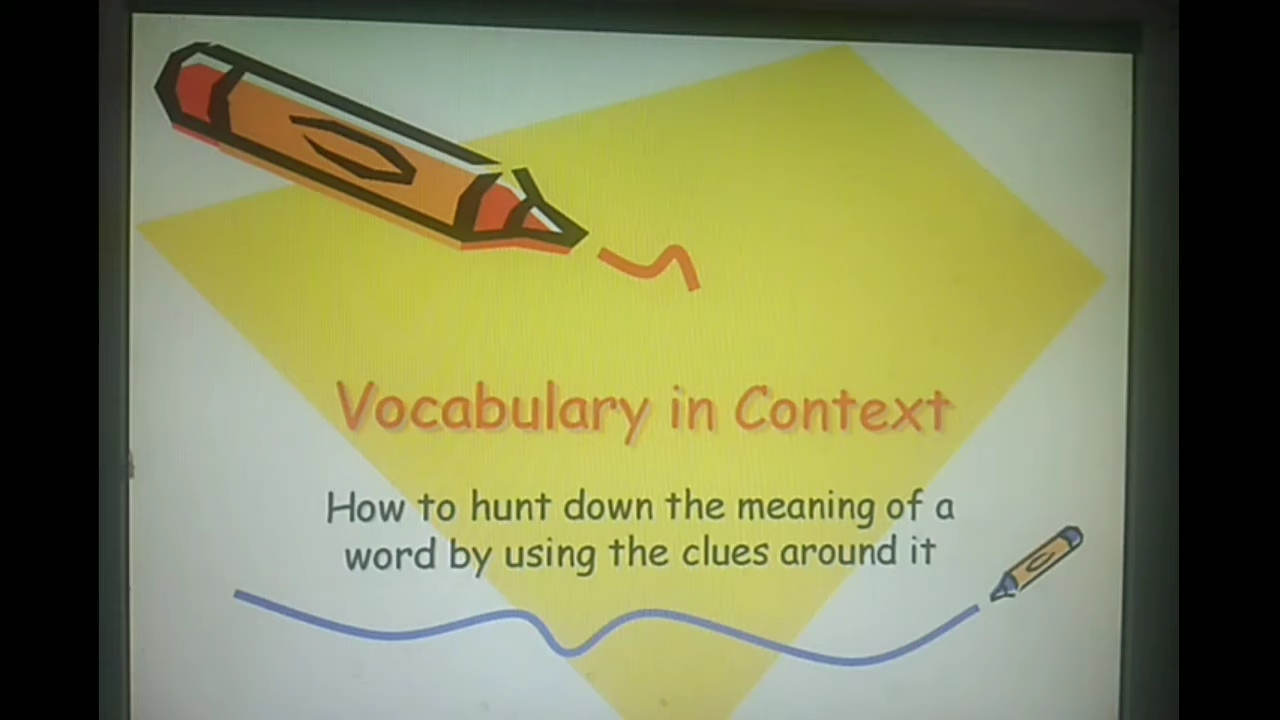 Vocabulary in Context
How to hunt down the meaning of a
word by using the clues around it